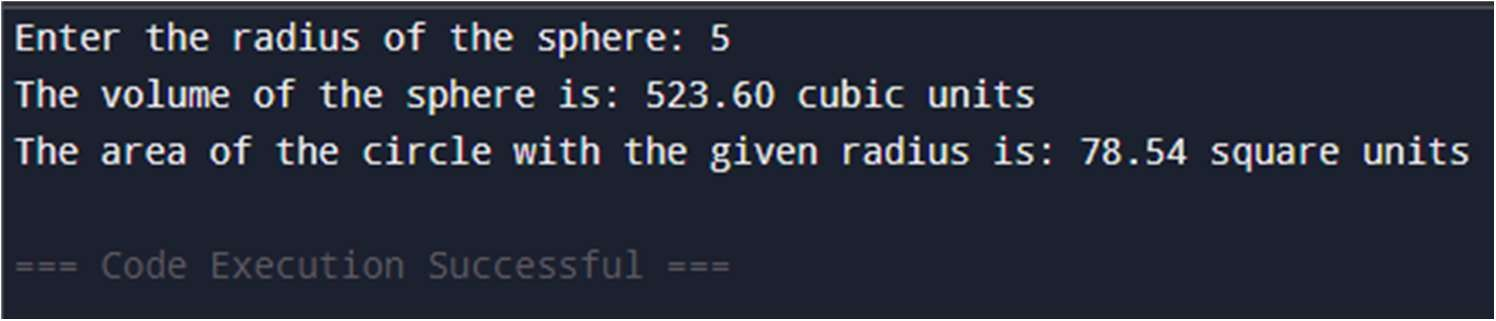 Enter the radius of the sphere: 5
The volume of the sphere is: 523.60 cubic units
The area of the circle with the given radius is: 78.54 square units
=== Code Execution Successful ===